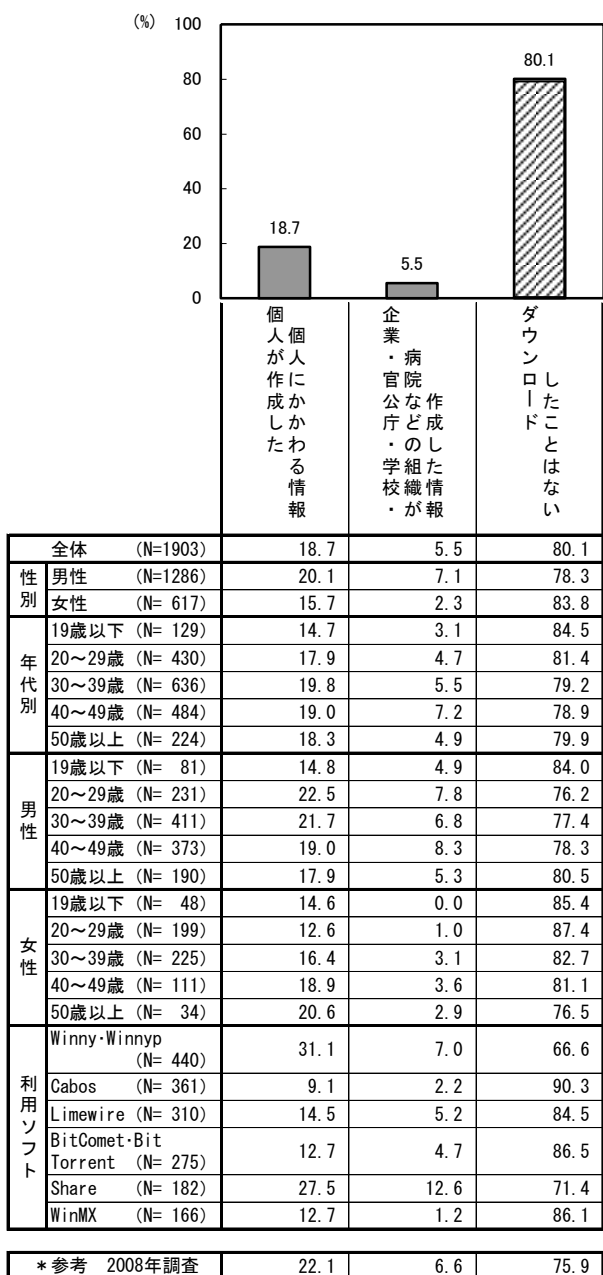 (%)
100
80
60
40
20
0
18.7
5.5
80.1
個人が作成した
個人にかかわる情報
企業・官公庁・学校・
病院などの組織が
作成した情報
ダウンロード
したことはない
全体 (N=1903) 18.7 5.5 80.1
性別
男性 (N=1286) 20.1 7.1 78.3
女性 (N= 617) 15.7 2.3 83.8
年代別
19歳以下 (N= 129) 14.7 3.1 84.5
20～29歳 (N= 430) 17.9 4.7 81.4
30～39歳 (N= 636) 19.8 5.5 79.2
40～49歳 (N= 484) 19.0 7.2 78.9
50歳以上 (N= 224) 18.3 4.9 79.9
男性
19歳以下 (N= 81) 14.8 4.9 84.0
20～29歳 (N= 231) 22.5 7.8 76.2
30～39歳 (N= 411) 21.7 6.8 77.4
40～49歳 (N= 373) 19.0 8.3 78.3
50歳以上 (N= 190) 17.9 5.3 80.5
女性
19歳以下 (N= 48) 14.6 0.0 85.4
20～29歳 (N= 199) 12.6 1.0 87.4
30～39歳 (N= 225) 16.4 3.1 82.7
40～49歳 (N= 111) 18.9 3.6 81.1
50歳以上 (N= 34) 20.6 2.9 76.5
利用ソフト
Winny･Winnyp
(N= 440) 31.1 7.0 66.6
Cabos (N= 361) 9.1 2.2 90.3
Limewire (N= 310) 14.5 5.2 84.5
BitComet･Bit
Torrent (N= 275) 12.7 4.7 86.5
Share (N= 182) 27.5 12.6 71.4
WinMX (N= 166) 12.7 1.2 86.1
*参考 2008年調査 22.1 6.6 75.9